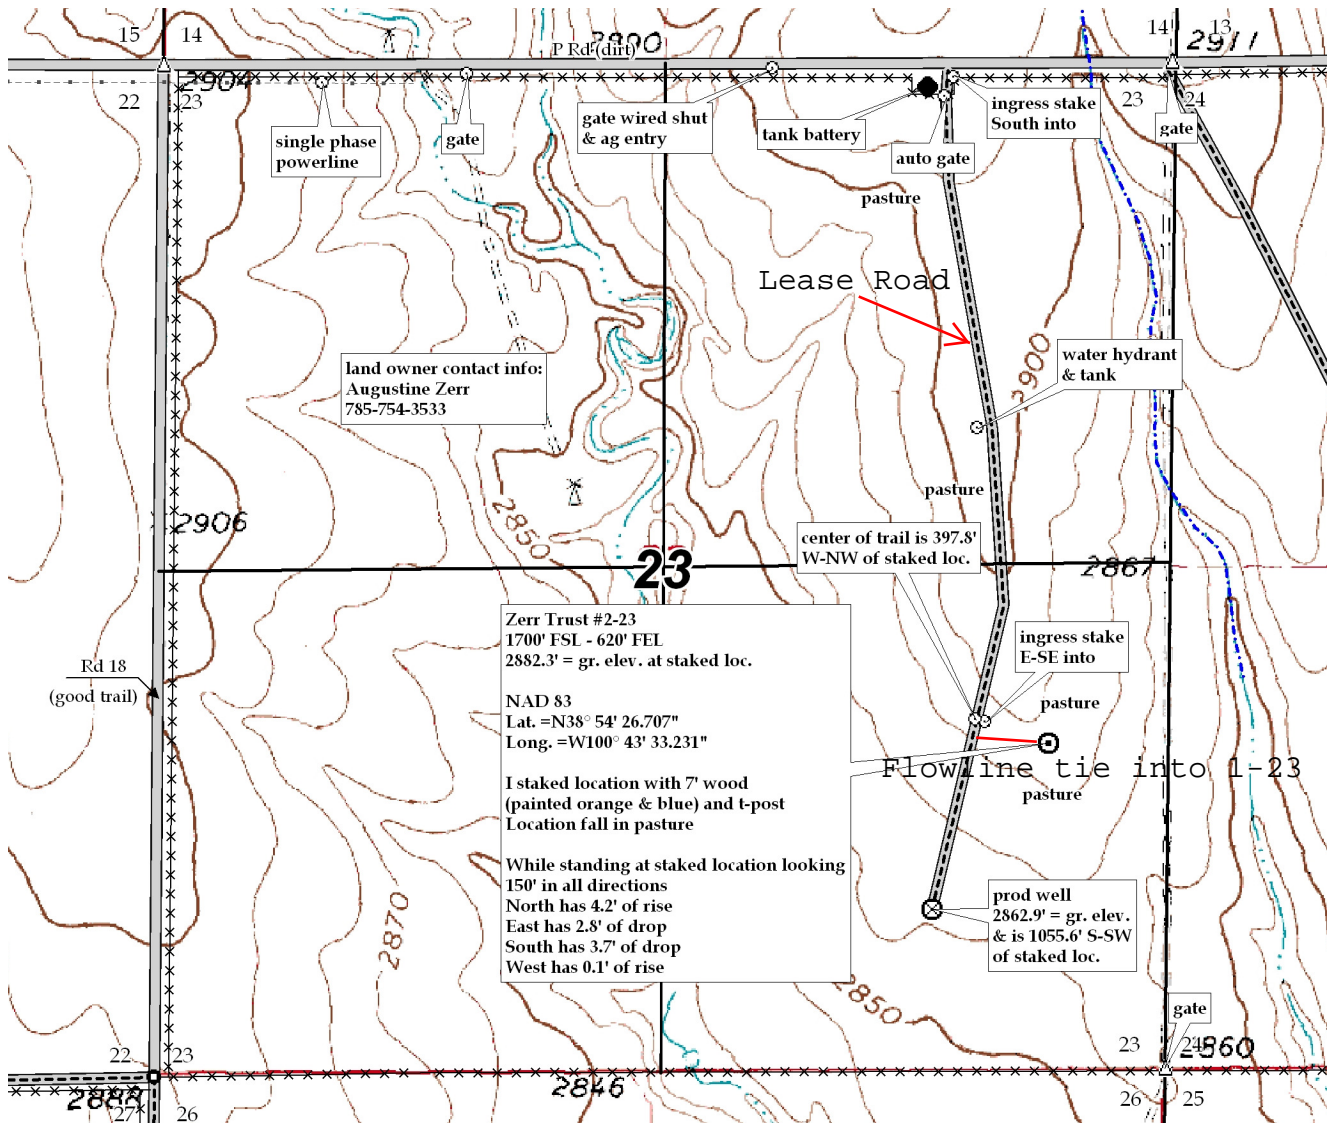 15
14
2890
P Rd (dirt)
14
13
2911
2904
22
23
23
24
single phase
powerline
gate
gate wired shut
& ag entry
tank battery
auto gate
ingress stake
South into
gate
pasture
Lease Road
land owner contact info:
Augustine Zerr
785-754-3533
2900
water hydrant
& tank
pasture
2850
2906
center of trail is 397.8'
W-NW of staked loc.
23
2867
Zerr Trust #2-23
1700' FSL - 620' FEL
2882.3' = gr. elev. at staked loc.
NAD 83
Lat. =N38° 54' 26.707"
Long. =W100° 43' 33.231"
I staked location with 7' wood
(painted orange & blue) and t-post
Location fall in pasture
While standing at staked location looking
150' in all directions
North has 4.2' of rise
East has 2.8' of drop
South has 3.7' of drop
West has 0.1' of rise
ingress stake
E-SE into
Rd 18
(good trail)
pasture
Flowline tie into 1-23
pasture
2870
prod well
2862.9' = gr. elev.
& is 1055.6' S-SW
of staked loc.
2850
gate
22
23
23
24
2860
2888
2846
27
26
26
25